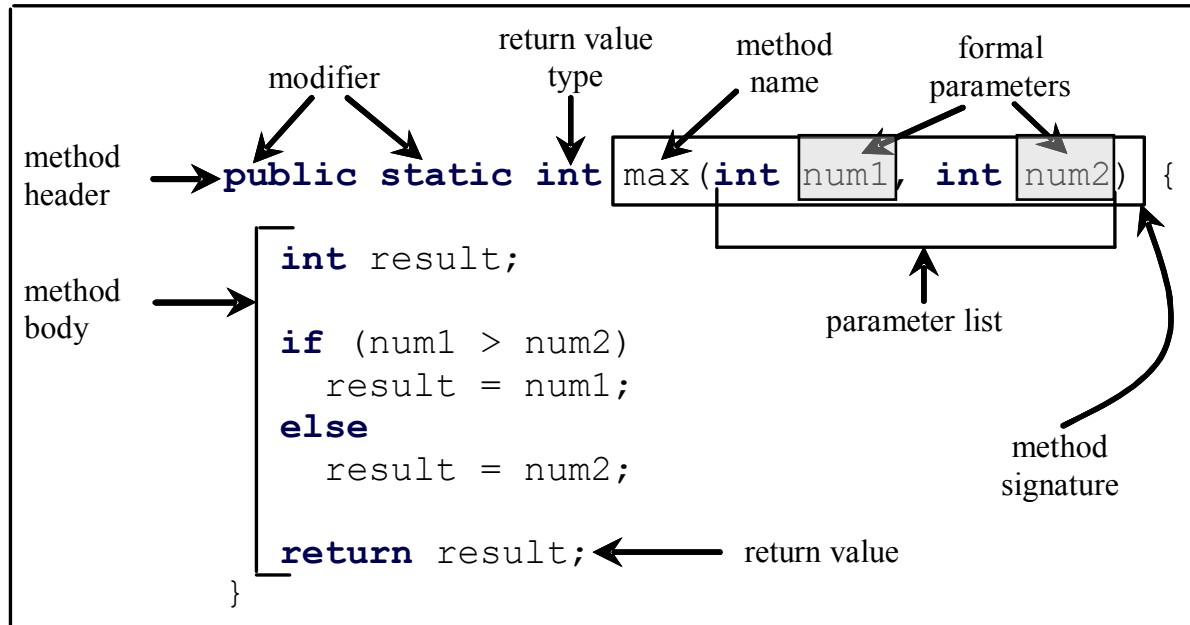 return value
type
method
name
formal
parameters
modifier
method
header
public static int max(int num1, int num2) {
int result;
method
body
parameter list
if (num1 > num2)
result = num1;
else
result = num2;
method
signature
return result;
return value
}